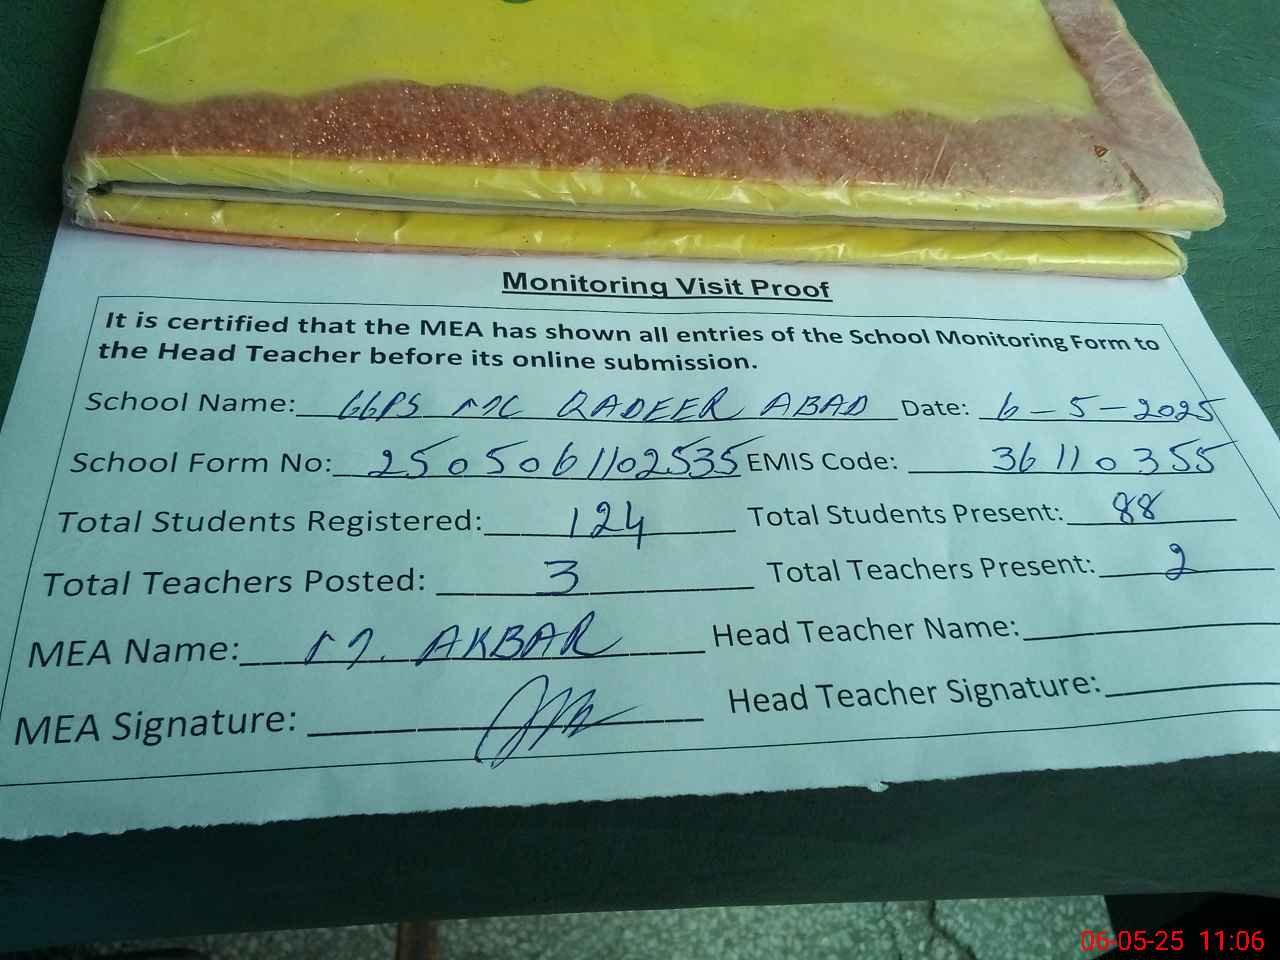 Monitoring Visit Proof
It is certified that the MEA has shown all entries of the School Monitoring Form to
the Head Teacher before its online submission.
School Name: GGPS MC QADEER ABAD Date: 6-5-2025
School Form No: 2505061102535 EMIS Code: 36110355
Total Students Registered: 124 Total Students Present: 88
Total Teachers Posted: 3 Total Teachers Present: 2
MEA Name: M. AKBAR Head Teacher Name:
MEA Signature: Head Teacher Signature:
06-05-25 11:06